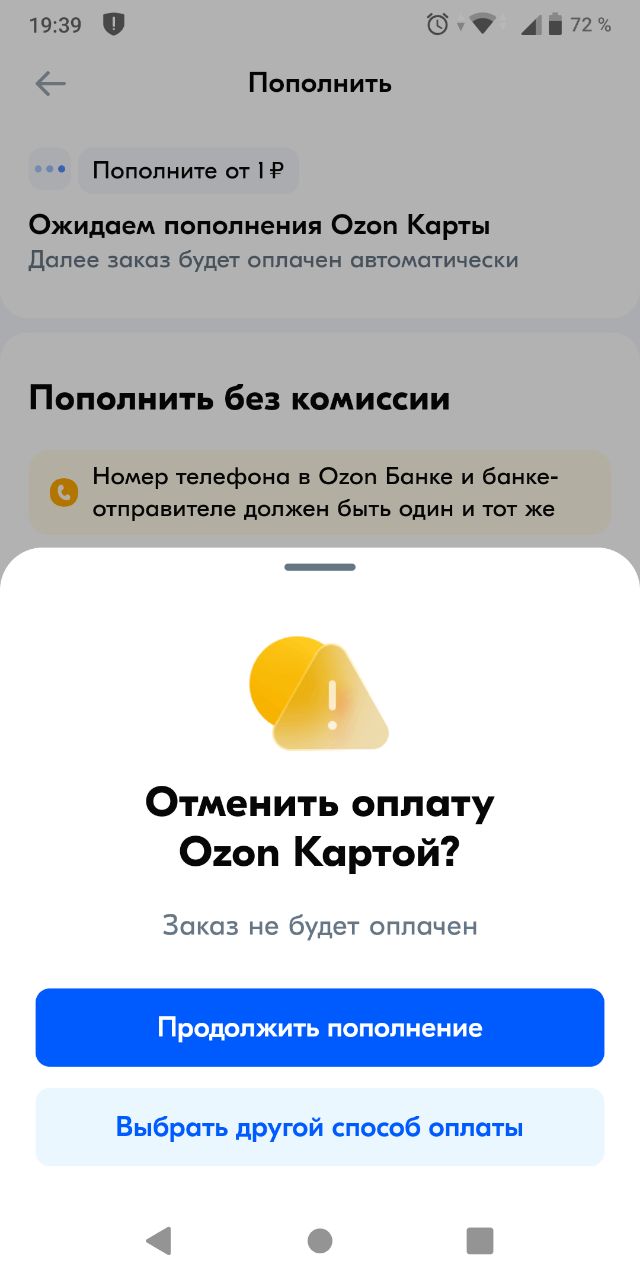 19:39
72 %
Пополнить
Пополните от 1 ₽
Ожидаем пополнения Ozon Карты
Далее заказ будет оплачен автоматически
Пополнить без комиссии
Номер телефона в Ozon Банке и банке-
отправителе должен быть один и тот же
Отменить оплату
Ozon Картой?
Заказ не будет оплачен
Продолжить пополнение
Выбрать другой способ оплаты